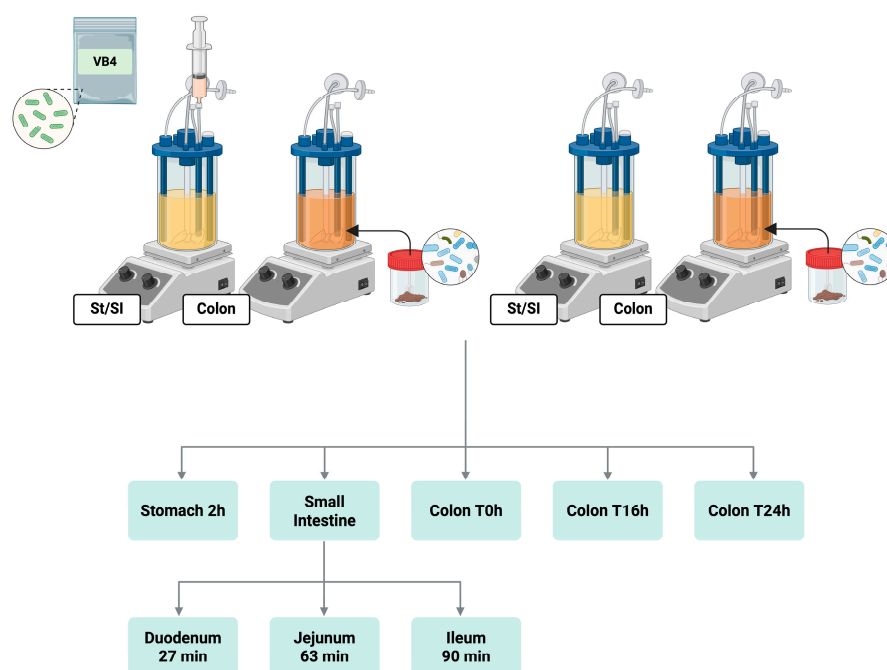 VB4
St/SI
Colon
St/SI
Colon
Stomach 2h
Small
Intestine
Colon T0h
Colon T16h
Colon T24h
Duodenum
27 min
Jejunum
63 min
Ileum
90 min